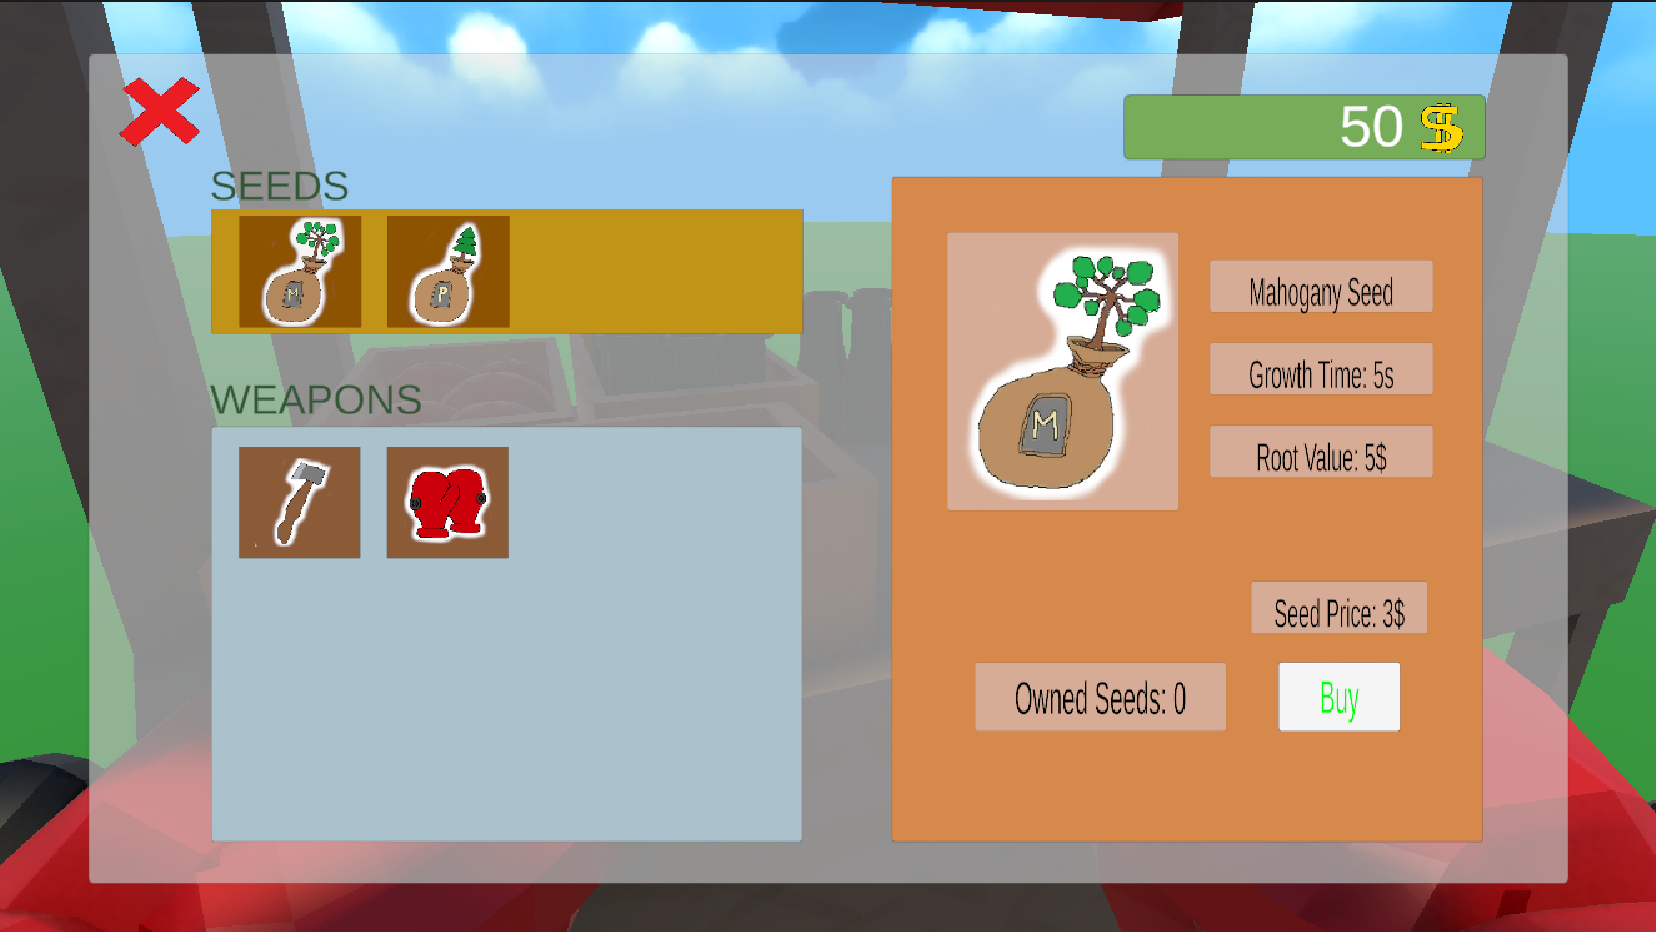 50 $
SEEDS
M
P
WEAPONS
M
Mahogany Seed
Growth Time: 5s
Root Value: 5$
Seed Price: 3$
Owned Seeds: 0
Buy